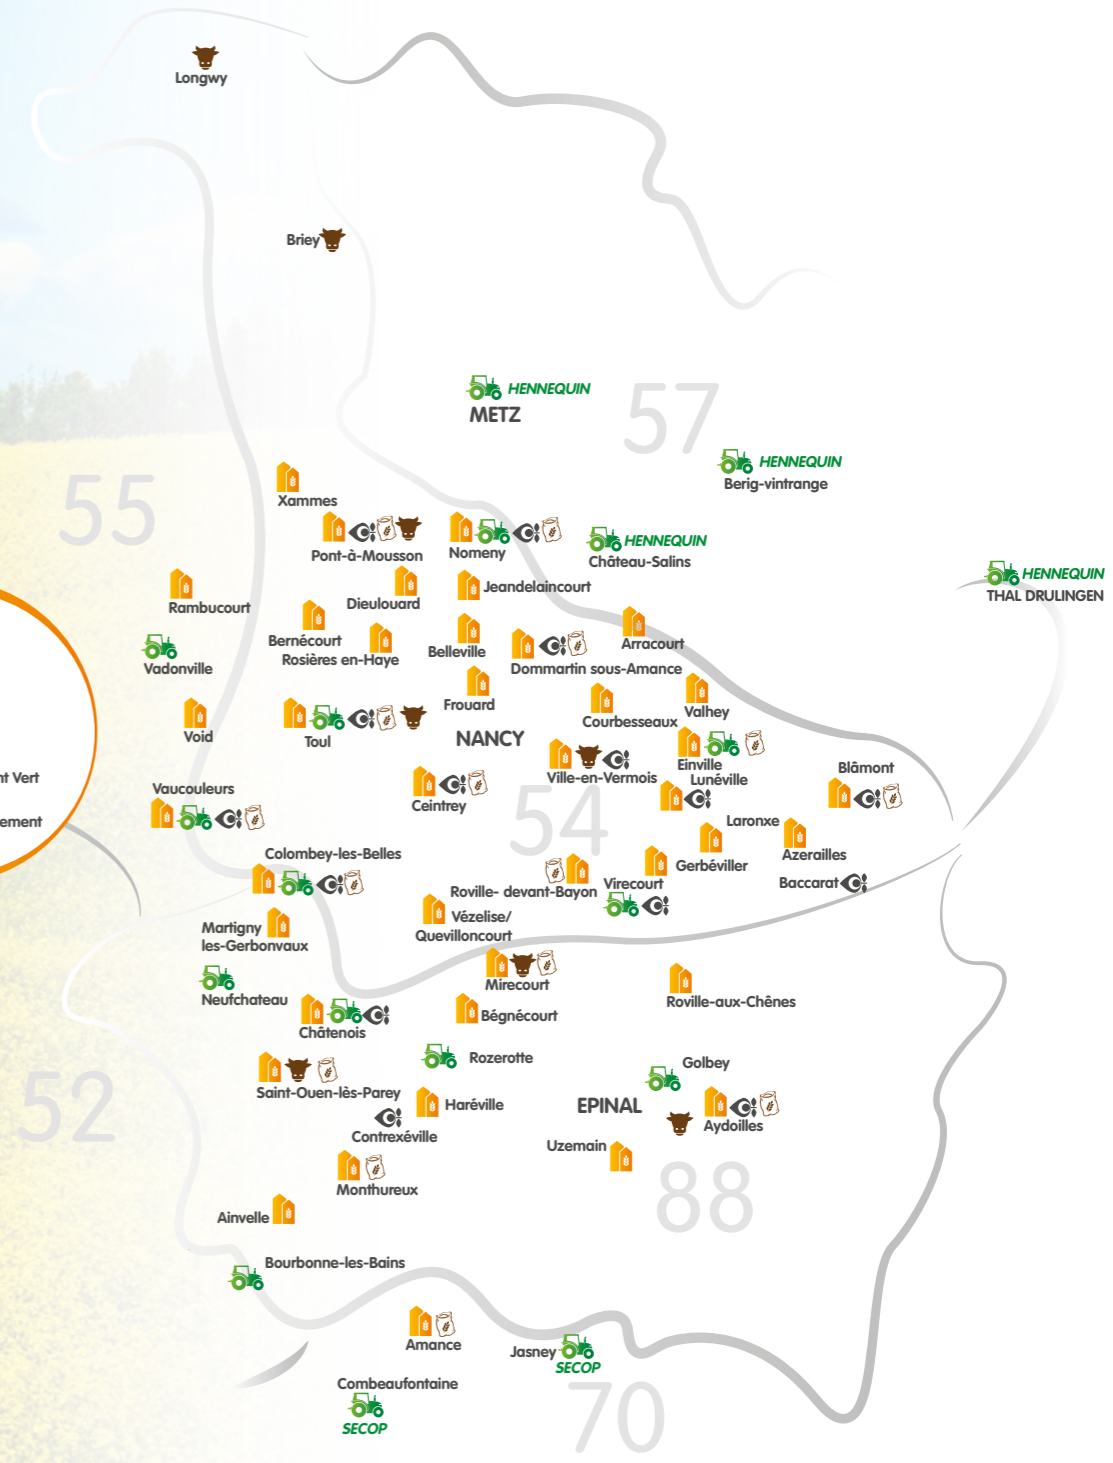 Longwy
Briey
HENNEQUIN
METZ
57
HENNEQUIN
Berig-vintrange
55
Xammes
Pont-à-Mousson
Nomeny
HENNEQUIN
Château-Salins
HENNEQUIN
THAL DRULINGEN
Rambucourt
Dieulouard
Jeandelaincourt
Bernécourt
Rosières en-Haye
Belleville
Arracourt
Vadonville
Dommartin sous-Amance
Frouard
Valhey
Courbesseaux
Void
Toul
NANCY
Einville
Ville-en-Vermois
Lunéville
Blâmont
nt Vert
Vaucouleurs
Ceintrey
54
ement
Laronxe
Azerailles
Colombey-les-Belles
Gerbéviller
Baccarat
Roville- devant-Bayon
Virecourt
Vézelise/
Quevilloncourt
Martigny
les-Gerbonvaux
Mirecourt
Neufchateau
Roville-aux-Chênes
Bégnécourt
Châtenois
Rozerotte
Golbey
52
Saint-Ouen-lès-Parey
Haréville
EPINAL
Aydoilles
Contrexéville
Uzemain
Monthureux
88
Ainvelle
Bourbonne-les-Bains
Amance
Jasney
SECOP
Combeaufontaine
70
SECOP